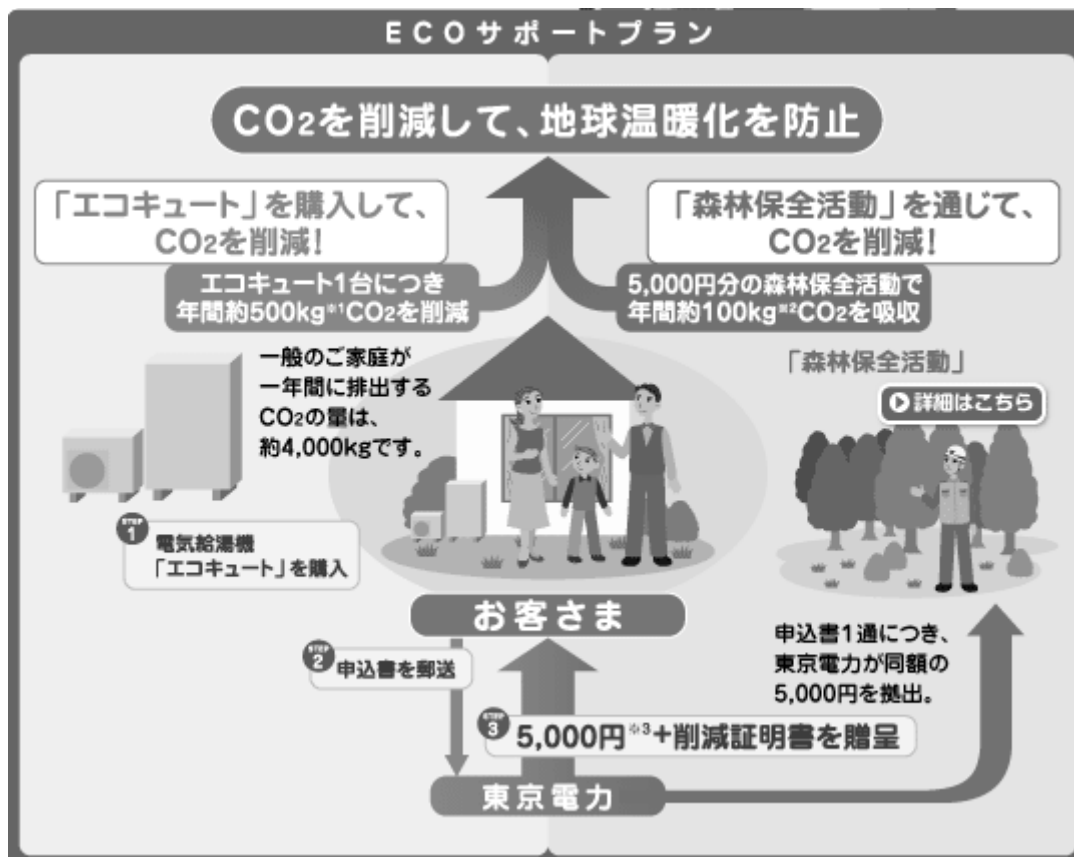 ECOサポートプラン
CO2を削減して、地球温暖化を防止
「エコキュート」を購入して、
CO2を削減!
「森林保全活動」を通じて、
CO2を削減!
エコキュート1台につき
年間約500kg※1CO2を削減
5,000円分の森林保全活動で
年間約100kg※2CO2を吸収
一般のご家庭が
一年間に排出する
CO2の量は、
約4,000kgです。
「森林保全活動」
詳細はこちら
STEP
1
電気給湯機
「エコキュート」を購入
お客さま
STEP
2
申込書を郵送
申込書1通につき、
東京電力が同額の
5,000円を拠出。
STEP
3
5,000円※3+削減証明書を贈呈
東京電力